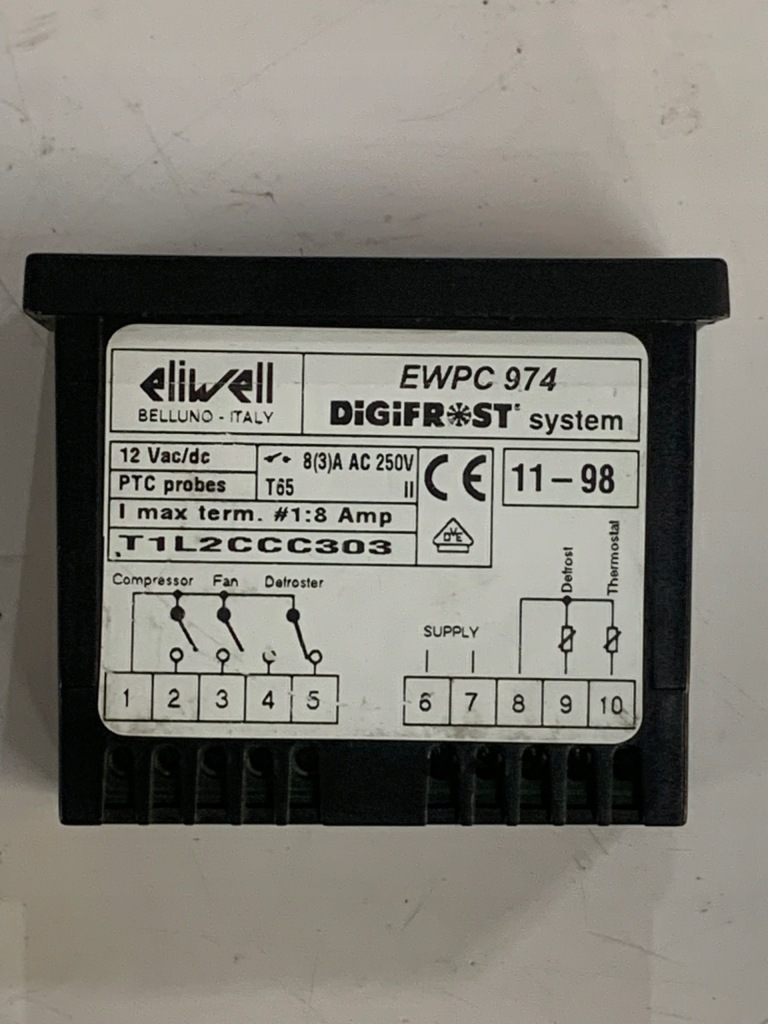 eliwell
BELLUNO - ITALY
EWPC 974
DiGiFROST® system
12 Vac/dc
PTC probes
8(3)A AC 250V
T65 II
I max term. #1:8 Amp
T1L2CCC303
CE
ÖVE
11-98
Compressor Fan Defroster
1 2 3 4 5
SUPPLY
Defrost
Thermostat
6 7 8 9 10